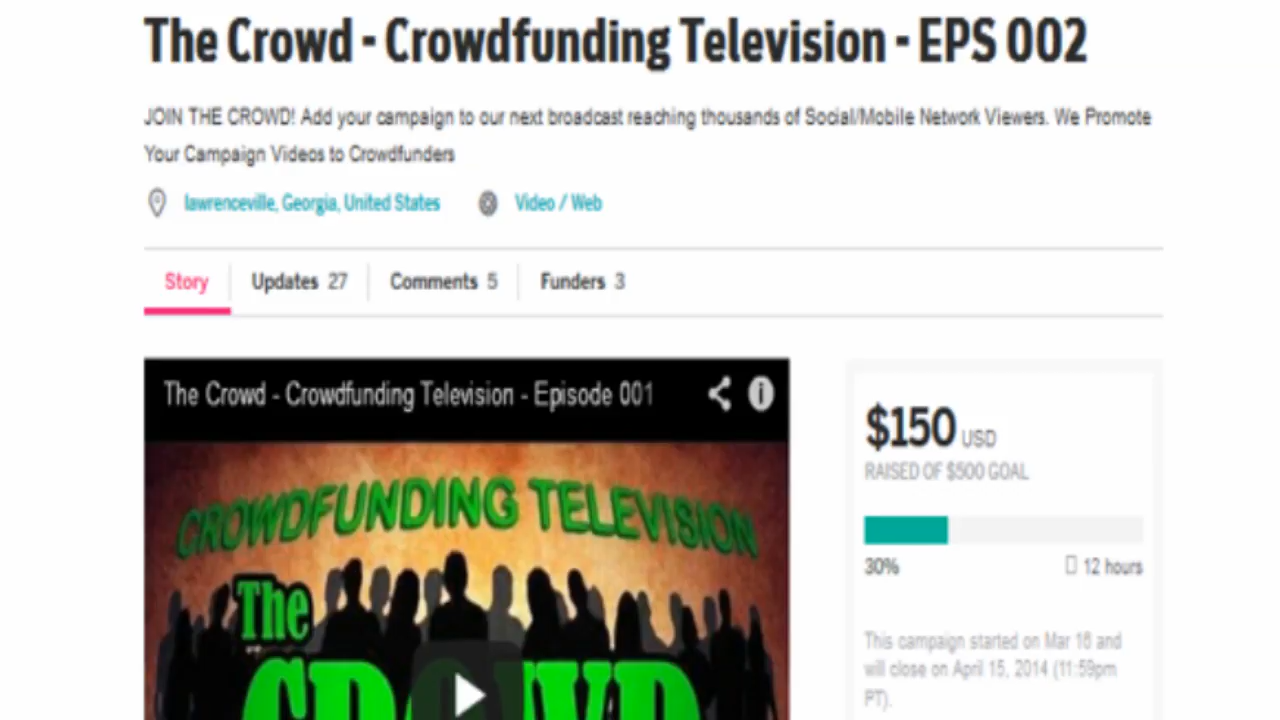 The Crowd - Crowdfunding Television - EPS 002
JOIN THE CROWD! Add your campaign to our next broadcast reaching thousands of Social/Mobile Network Viewers. We Promote
Your Campaign Videos to Crowdfunders
lawrenceville, Georgia, United States Video / Web
Story Updates 27 Comments 5 Funders 3
The Crowd - Crowdfunding Television - Episode 001
CROWDFUNDING TELEVISION
The
CROWD
$150 USD
RAISED OF $500 GOAL
30% 12 hours
This campaign started on Mar 16 and
will close on April 15, 2014 (11:59pm
PT).